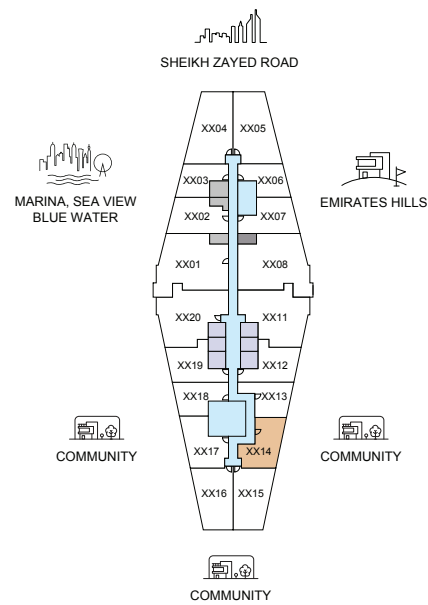 SHEIKH ZAYED ROAD
XX04 XX05
XX03 XX06
XX02 XX07
MARINA, SEA VIEW
BLUE WATER
EMIRATES HILLS
XX01 XX08
XX20 XX11
XX19 XX12
XX18 XX13
XX17 XX14
COMMUNITY
COMMUNITY
XX16 XX15
COMMUNITY